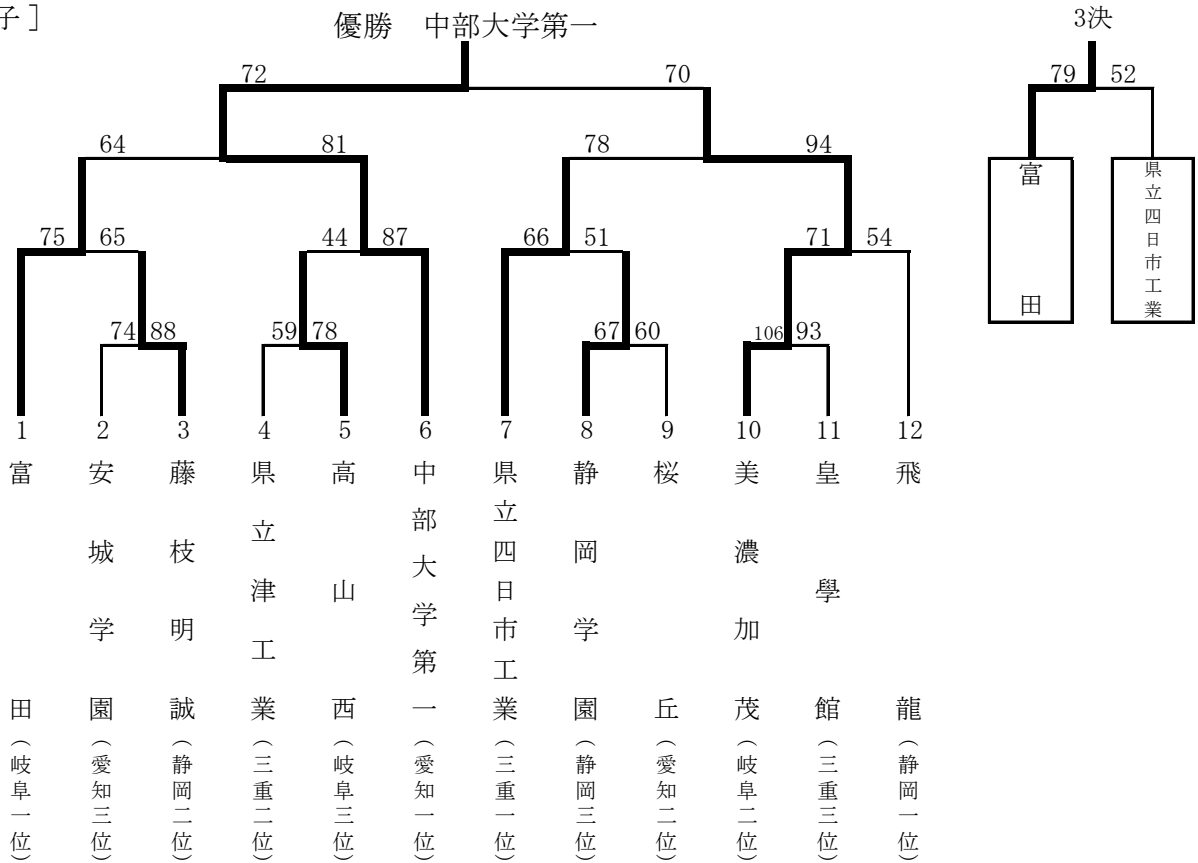 子]
優勝　中部大学第一
3決
72
70
79
52
64
81
78
94
富田
県立四日市工業
75
65
44
87
66
51
71
54
74
88
59
78
67
60
106
93
1
2
3
4
5
6
7
8
9
10
11
12
富田（岐阜一位）
安城学園（愛知三位）
藤枝明誠（静岡二位）
県立津工業（三重二位）
高山西（岐阜三位）
中部大学第一（愛知一位）
県立四日市工業（三重一位）
静岡学園（静岡三位）
桜丘（愛知二位）
美濃加茂（岐阜二位）
皇學館（三重三位）
飛龍（静岡一位）